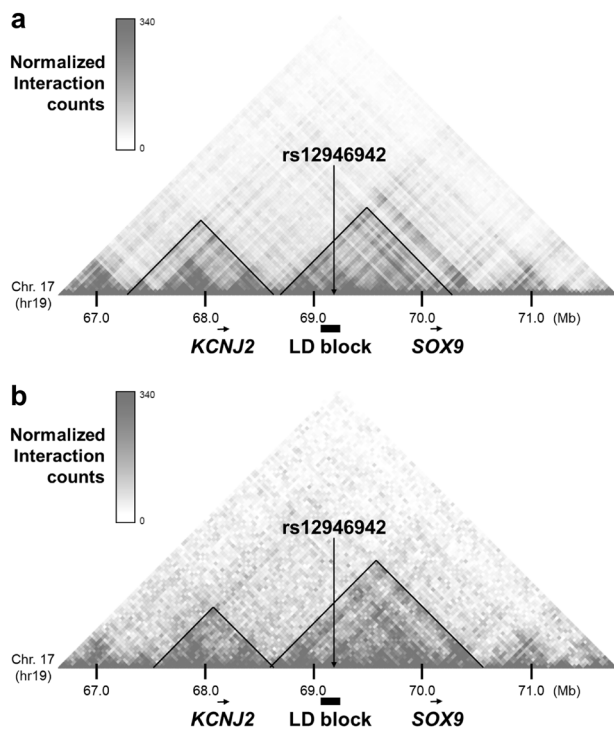 a
340
Normalized
Interaction
counts
0
rs12946942
Chr. 17
(hr19)
67.0 68.0 69.0 70.0 71.0 (Mb)
KCNJ2 LD block SOX9
b
340
Normalized
Interaction
counts
0
rs12946942
Chr. 17
(hr19)
67.0 68.0 69.0 70.0 71.0 (Mb)
KCNJ2 LD block SOX9